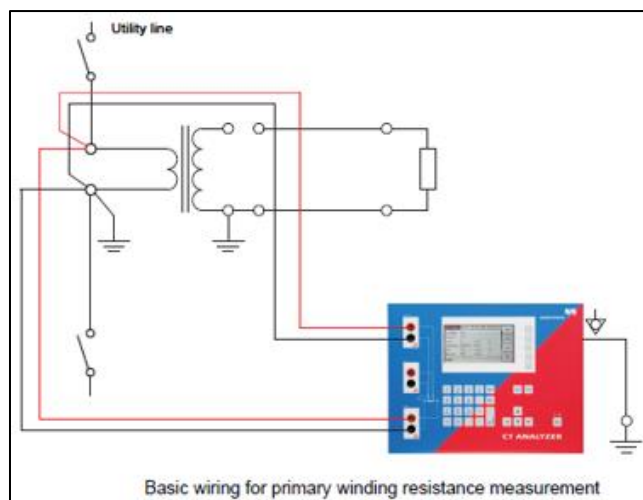 Utility line
CT ANALYZER
Basic wiring for primary winding resistance measurement